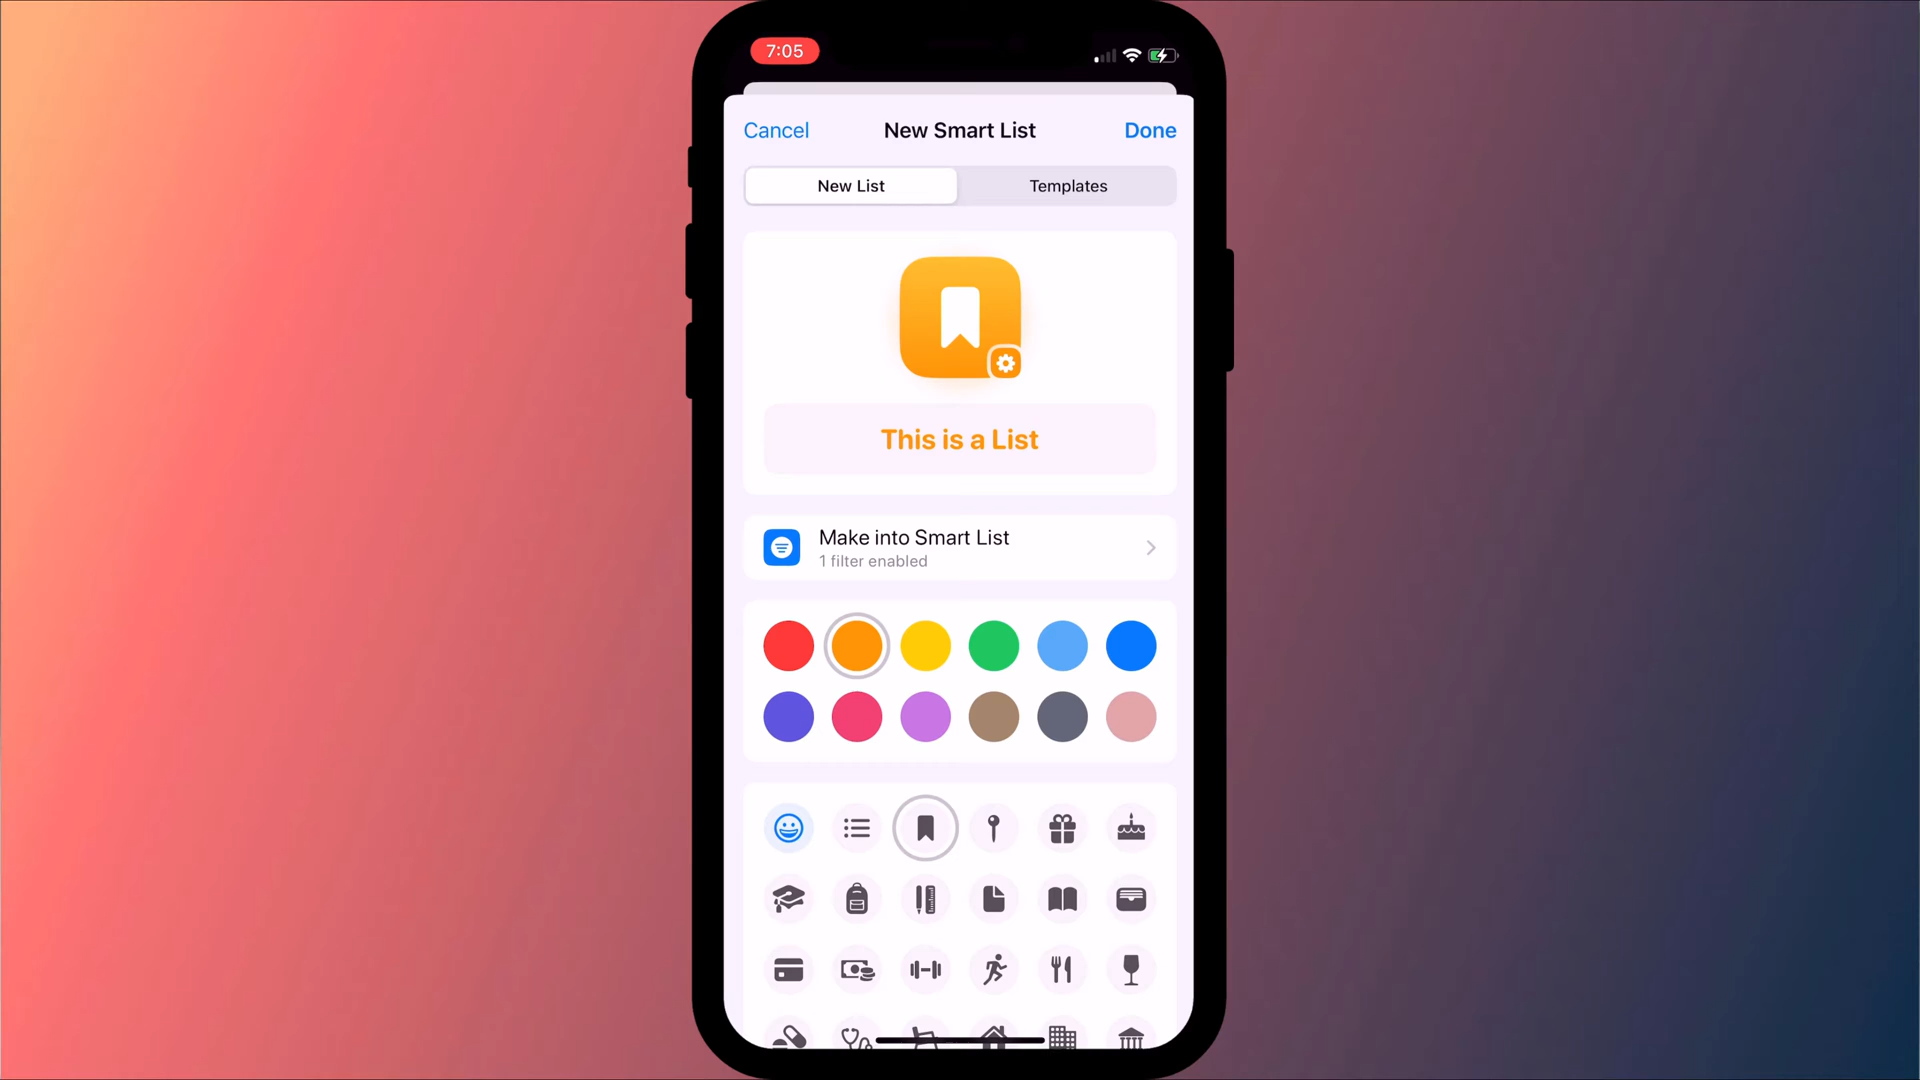 7:05
Cancel
New Smart List
Done
New List
Templates
This is a List
Make into Smart List
1 filter enabled